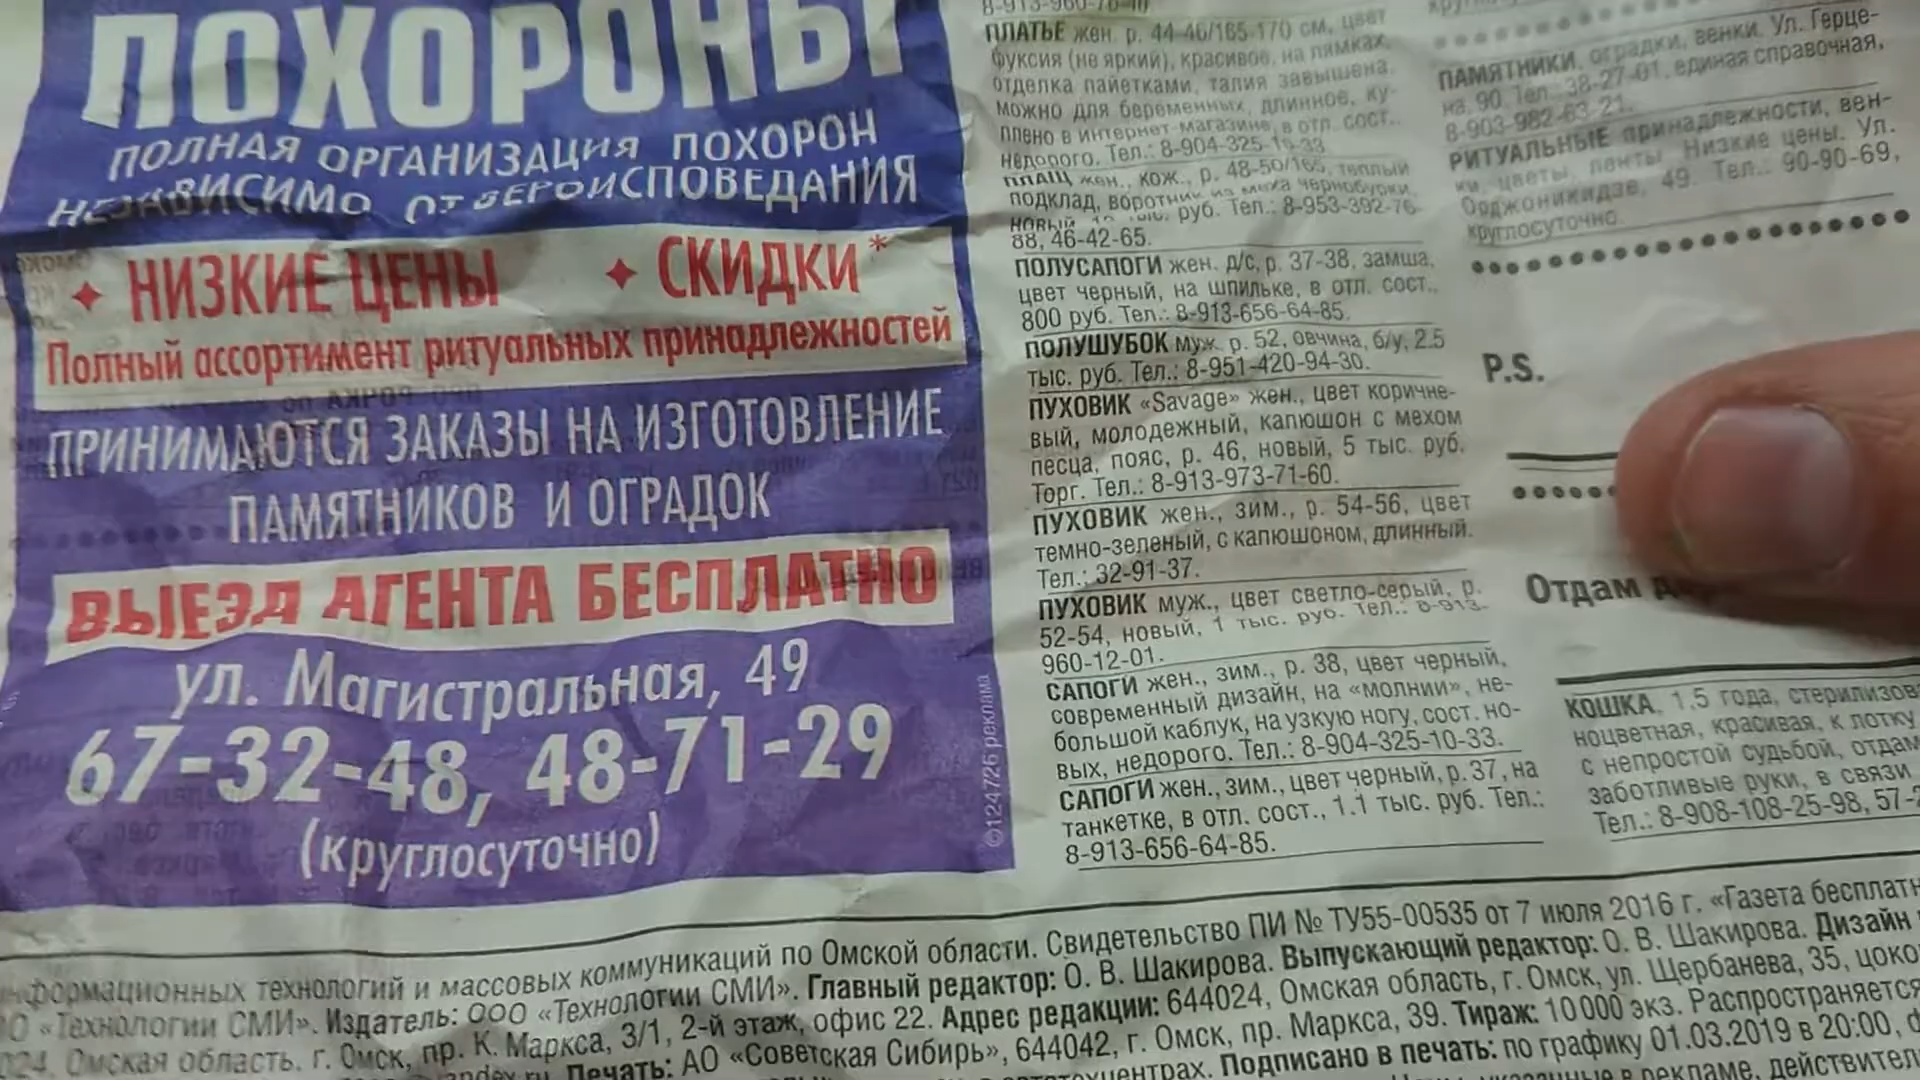 ПОХОРОНЫ
ПОЛНАЯ ОРГАНИЗАЦИЯ ПОХОРОН
НЕЗАВИСИМО ОТ ВЕРОИСПОВЕДАНИЯ
НИЗКИЕ ЦЕНЫ СКИДКИ*
Полный ассортимент ритуальных принадлежностей
ПРИНИМАЮТСЯ ЗАКАЗЫ НА ИЗГОТОВЛЕНИЕ
ПАМЯТНИКОВ И ОГРАДОК
ВЫЕЗД АГЕНТА БЕСПЛАТНО
ул. Магистральная, 49
67-32-48, 48-71-29
(круглосуточно)
©1247726 реклама
ПЛАТЬЕ жен. р. 44-46/165-170 см, цвет
фуксия (не яркий), красивое, на лямках,
отделка пайетками, талия завышена.
можно для беременных, длинное, ку-
плено в интернет-магазине, в отл. сост.,
недорого. Тел.: 8-904-325-10-33.
ПЛАЩ жен., кож., р. 48-50/165, теплый
подклад, воротник из меха чернобурки,
новый, руб. Тел.: 8-953-392-76-
88, 46-42-65.
ПОЛУСАПОГИ жен. д/с, р. 37-38, замша,
цвет черный, на шпильке, в отл. сост.,
800 руб. Тел.: 8-913-656-64-85.
ПОЛУШУБОК муж. р. 52, овчина, б/у, 2.5
тыс. руб. Тел.: 8-951-420-94-30.
ПУХОВИК «Savage» жен., цвет коричне-
вый, молодежный, капюшон с мехом
песца, пояс, р. 46, новый, 5 тыс. руб.
Торг. Тел.: 8-913-973-71-60.
ПУХОВИК жен., зим., р. 54-56, цвет
темно-зеленый, с капюшоном, длинный.
Тел.: 32-91-37.
ПУХОВИК муж., цвет светло-серый, р.
52-54, новый, 1 тыс. руб. Тел.: 8-913-
960-12-01.
САПОГИ жен., зим., р. 38, цвет черный,
современный дизайн, на «молнии», не-
большой каблук, на узкую ногу, сост. но-
вых, недорого. Тел.: 8-904-325-10-33.
САПОГИ жен., зим., цвет черный, р. 37, на
танкетке, в отл. сост., 1.1 тыс. руб. Тел.:
8-913-656-64-85.
ПАМЯТНИКИ, оградки, венки. Ул. Герце-
на, 90. Тел.: 38-27-01, единая справочная,
8-903-982-63-21.
РИТУАЛЬНЫЕ принадлежности, вен-
ки, цветы, ленты. Низкие цены. Ул.
Орджоникидзе, 49. Тел.: 90-90-69,
круглосуточно.
P.S.
Отдам
КОШКА, 1,5 года, стерилизов
ноцветная, красивая, к лотку
с непростой судьбой, отдам
заботливые руки, в связи
Тел.: 8-908-108-25-98, 57-2
нформационных технологий и массовых коммуникаций по Омской области. Свидетельство ПИ № ТУ55-00535 от 7 июля 2016 г. «Газета бесплатн
ОО «Технологии СМИ». Издатель: ООО «Технологии СМИ». Главный редактор: О. В. Шакирова. Выпускающий редактор: О. В. Шакирова. Дизайн
024, Омская область, г. Омск, пр. К. Маркса, 3/1, 2-й этаж, офис 22. Адрес редакции: 644024, Омская область, г. Омск, ул. Щербанева, 35, цоко
Печать: АО «Советская Сибирь», 644042, г. Омск, пр. Маркса, 39. Тираж: 10 000 экз. Распространяется
Подписано в печать: по графику 01.03.2019 в 20:00,
указанные в рекламе, действител